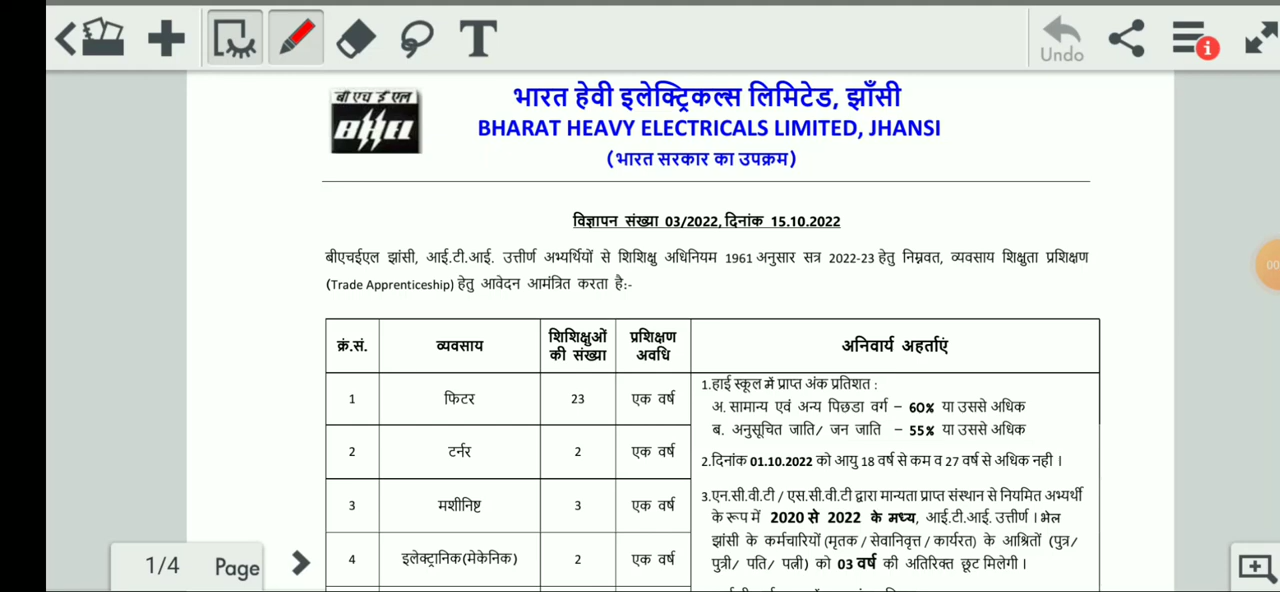 T
Undo
i
00
बी एच ई एल
BHEL
भारत हेवी इलेक्ट्रिकल्स लिमिटेड, झाँसी
BHARAT HEAVY ELECTRICALS LIMITED, JHANSI
(भारत सरकार का उपक्रम)
विज्ञापन संख्या 03/2022, दिनांक 15.10.2022
बीएचईएल झांसी, आई.टी.आई. उत्तीर्ण अभ्यर्थियों से शिशिक्षु अधिनियम 1961 अनुसार सत्र 2022-23 हेतु निम्नवत, व्यवसाय शिक्षुता प्रशिक्षण
(Trade Apprenticeship) हेतु आवेदन आमंत्रित करता है:-
क्रं.सं. व्यवसाय शिशिक्षुओं की संख्या प्रशिक्षण अवधि अनिवार्य अहर्ताएं
1 फिटर 23 एक वर्ष
2 टर्नर 2 एक वर्ष
3 मशीनिष्ट 3 एक वर्ष
4 इलेक्ट्रानिक(मेकेनिक) 2 एक वर्ष
1.हाई स्कूल में प्राप्त अंक प्रतिशत :
अ. सामान्य एवं अन्य पिछडा वर्ग – 60% या उससे अधिक
ब. अनुसूचित जाति/ जन जाति – 55% या उससे अधिक
2.दिनांक 01.10.2022 को आयु 18 वर्ष से कम व 27 वर्ष से अधिक नही ।
3.एन.सी.वी.टी / एस.सी.वी.टी द्वारा मान्यता प्राप्त संस्थान से नियमित अभ्यर्थी
के रूप में 2020 से 2022 के मध्य, आई.टी.आई. उत्तीर्ण । भेल
झांसी के कर्मचारियों (मृतक / सेवानिवृत्त / कार्यरत) के आश्रितों (पुत्र/
पुत्री/ पति/ पत्नी) को 03 वर्ष की अतिरिक्त छूट मिलेगी ।
1/4 Page